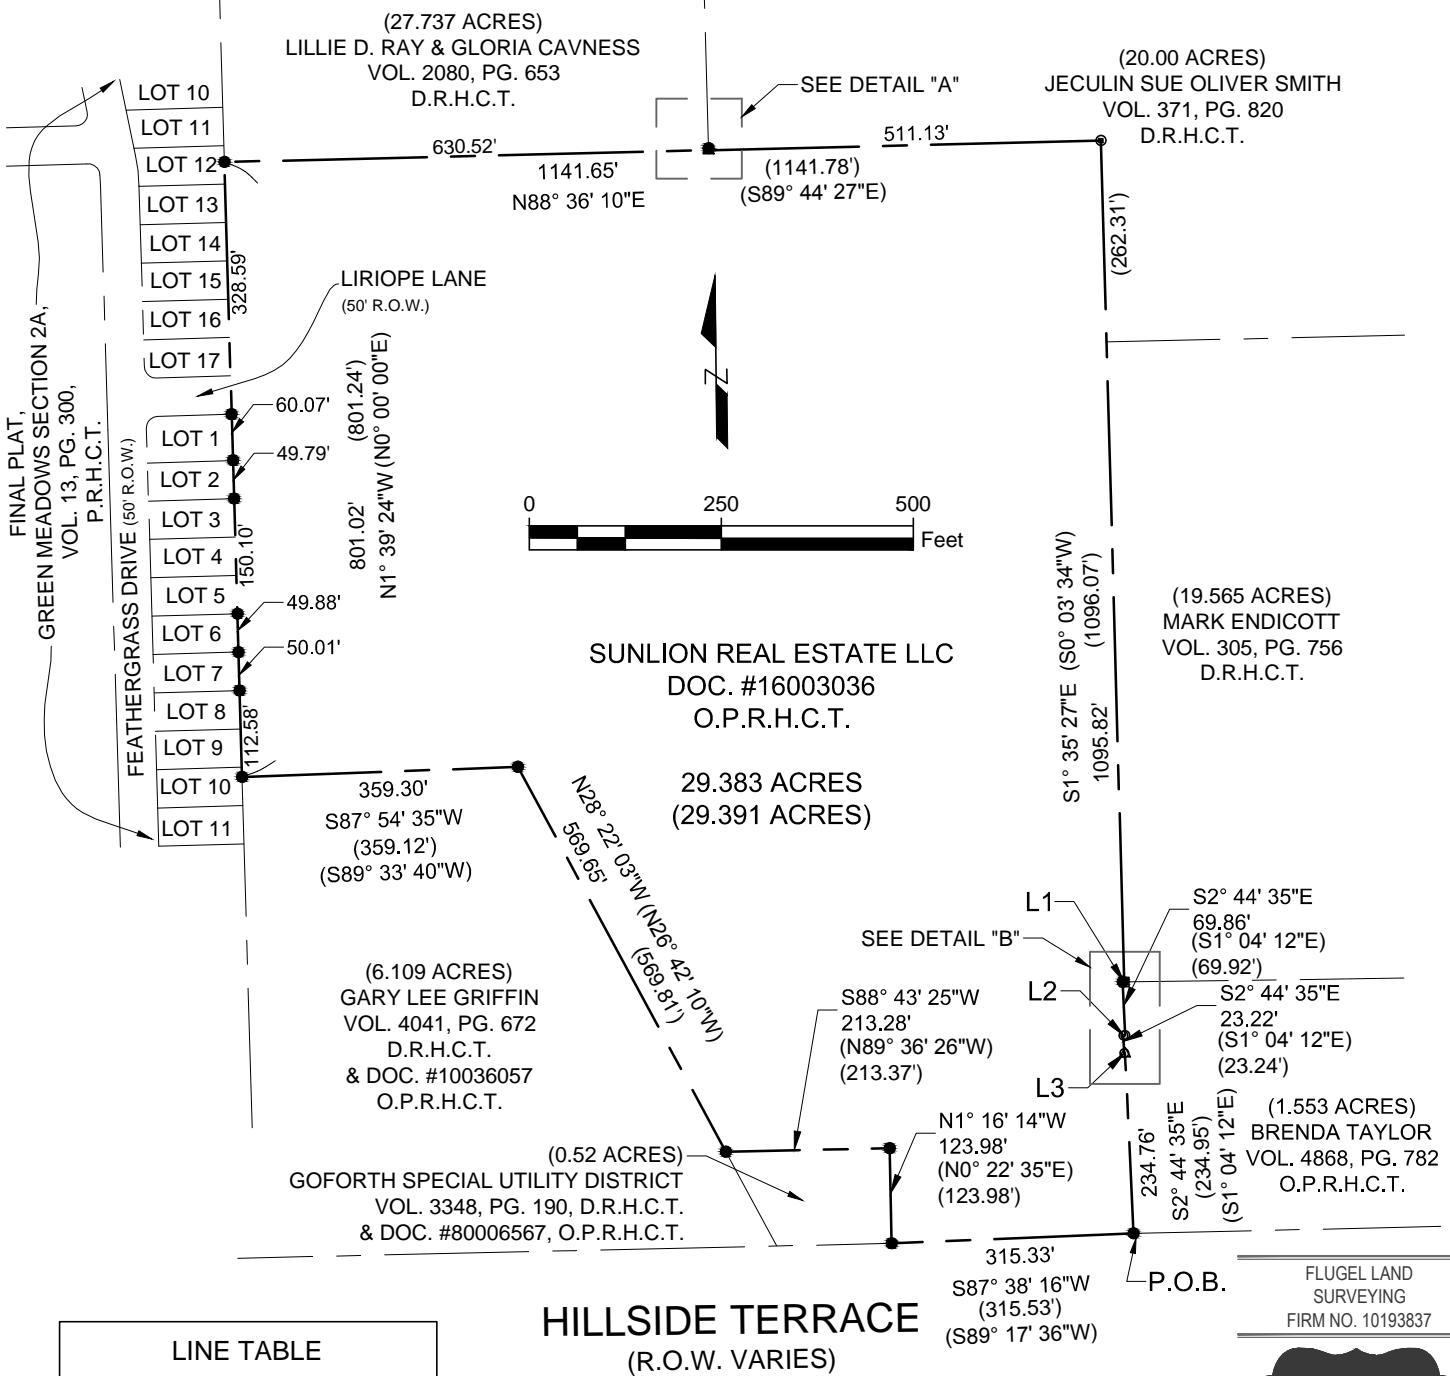 (27.737 ACRES)
LILLIE D. RAY & GLORIA CAVNESS
VOL. 2080, PG. 653
D.R.H.C.T.
SEE DETAIL "A"
(20.00 ACRES)
JECULIN SUE OLIVER SMITH
VOL. 371, PG. 820
D.R.H.C.T.
LOT 10
LOT 11
LOT 12
LOT 13
LOT 14
LOT 15
LOT 16
LOT 17
630.52'
1141.65'
N88° 36' 10"E
511.13'
(1141.78')
(S89° 44' 27"E)
(262.31')
328.59'
LIRIOPE LANE
(50' R.O.W.)
FINAL PLAT,
GREEN MEADOWS SECTION 2A,
VOL. 13, PG. 300,
P.R.H.C.T.
FEATHERGRASS DRIVE (50' R.O.W.)
LOT 1
LOT 2
LOT 3
LOT 4
LOT 5
LOT 6
LOT 7
LOT 8
LOT 9
LOT 10
LOT 11
60.07'
49.79'
150.10'
49.88'
50.01'
112.58'
801.02' (801.24')
N1° 39' 24"W (N0° 00' 00"E)
N
0 250 500
Feet
SUNLION REAL ESTATE LLC
DOC. #16003036
O.P.R.H.C.T.
29.383 ACRES
(29.391 ACRES)
S1° 35' 27"E (S0° 03' 34"W)
1095.82' (1096.07')
(19.565 ACRES)
MARK ENDICOTT
VOL. 305, PG. 756
D.R.H.C.T.
359.30'
S87° 54' 35"W
(359.12')
(S89° 33' 40"W)
N28° 22' 03"W (N26° 42' 10"W)
569.65' (569.81')
L1
SEE DETAIL "B"
L2
L3
S2° 44' 35"E
69.86'
(S1° 04' 12"E)
(69.92')
S2° 44' 35"E
23.22'
(S1° 04' 12"E)
(23.24')
(6.109 ACRES)
GARY LEE GRIFFIN
VOL. 4041, PG. 672
D.R.H.C.T.
& DOC. #10036057
O.P.R.H.C.T.
S88° 43' 25"W
213.28'
(N89° 36' 26"W)
(213.37')
N1° 16' 14"W
123.98'
(N0° 22' 35"E)
(123.98')
234.76'
S2° 44' 35"E
(234.95')
(S1° 04' 12"E)
(1.553 ACRES)
BRENDA TAYLOR
VOL. 4868, PG. 782
O.P.R.H.C.T.
(0.52 ACRES)
GOFORTH SPECIAL UTILITY DISTRICT
VOL. 3348, PG. 190, D.R.H.C.T.
& DOC. #80006567, O.P.R.H.C.T.
315.33'
S87° 38' 16"W
(315.53')
(S89° 17' 36"W)
P.O.B.
HILLSIDE TERRACE
(R.O.W. VARIES)
LINE TABLE
FLUGEL LAND
SURVEYING
FIRM NO. 10193837